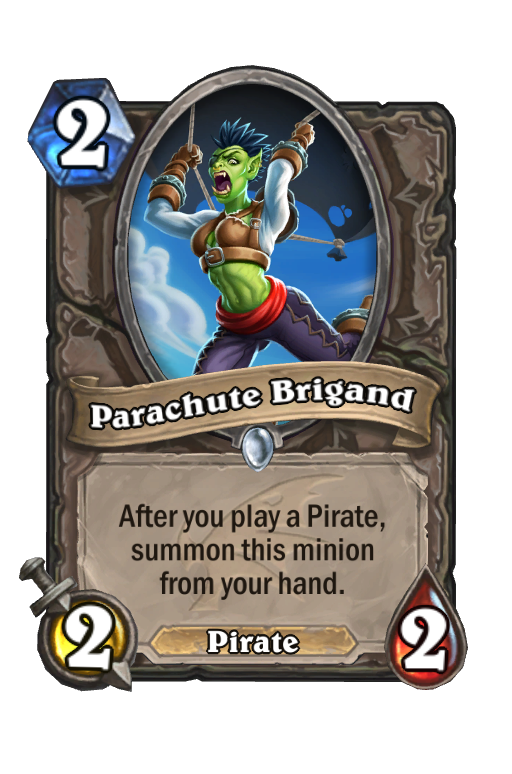 2
Parachute Brigand
After you play a Pirate,
summon this minion
from your hand.
2
Pirate
2